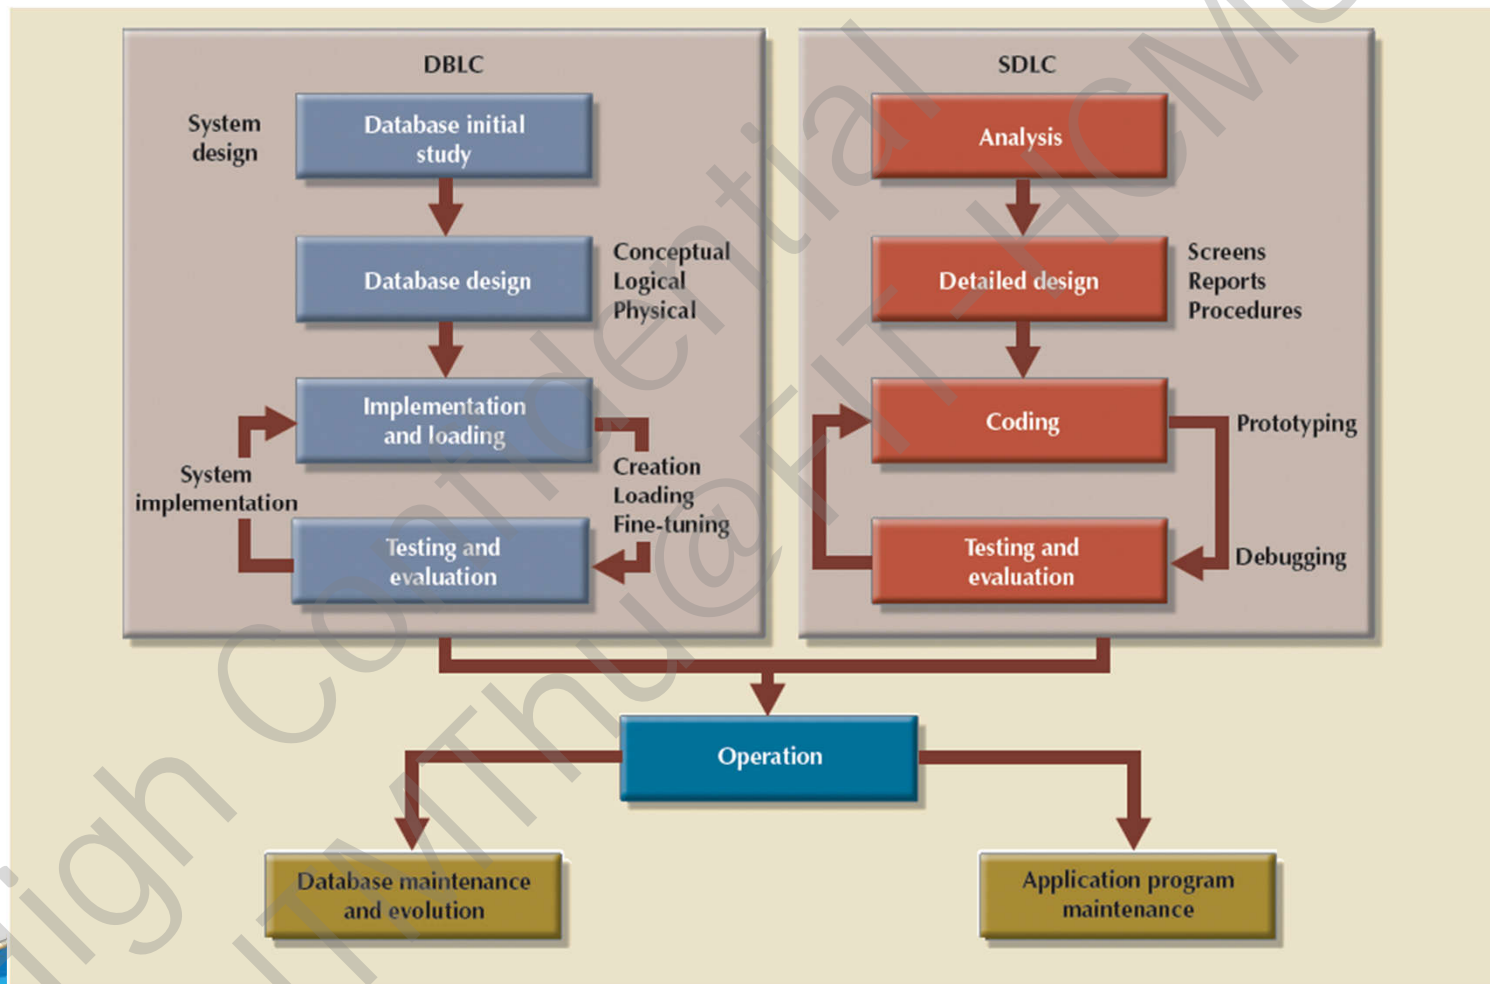 DBLC
System
design
Database initial
study
Database design
Conceptual
Logical
Physical
Implementation
and loading
System
implementation
Creation
Loading
Fine-tuning
Testing and
evaluation
SDLC
Analysis
Detailed design
Screens
Reports
Procedures
Coding
Prototyping
Testing and
evaluation
Debugging
Operation
Database maintenance
and evolution
Application program
maintenance
Confidential